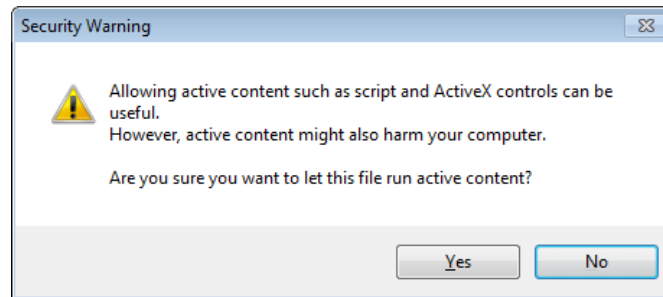 Security Warning
Allowing active content such as script and ActiveX controls can be
useful.
However, active content might also harm your computer.
Are you sure you want to let this file run active content?
Yes
No